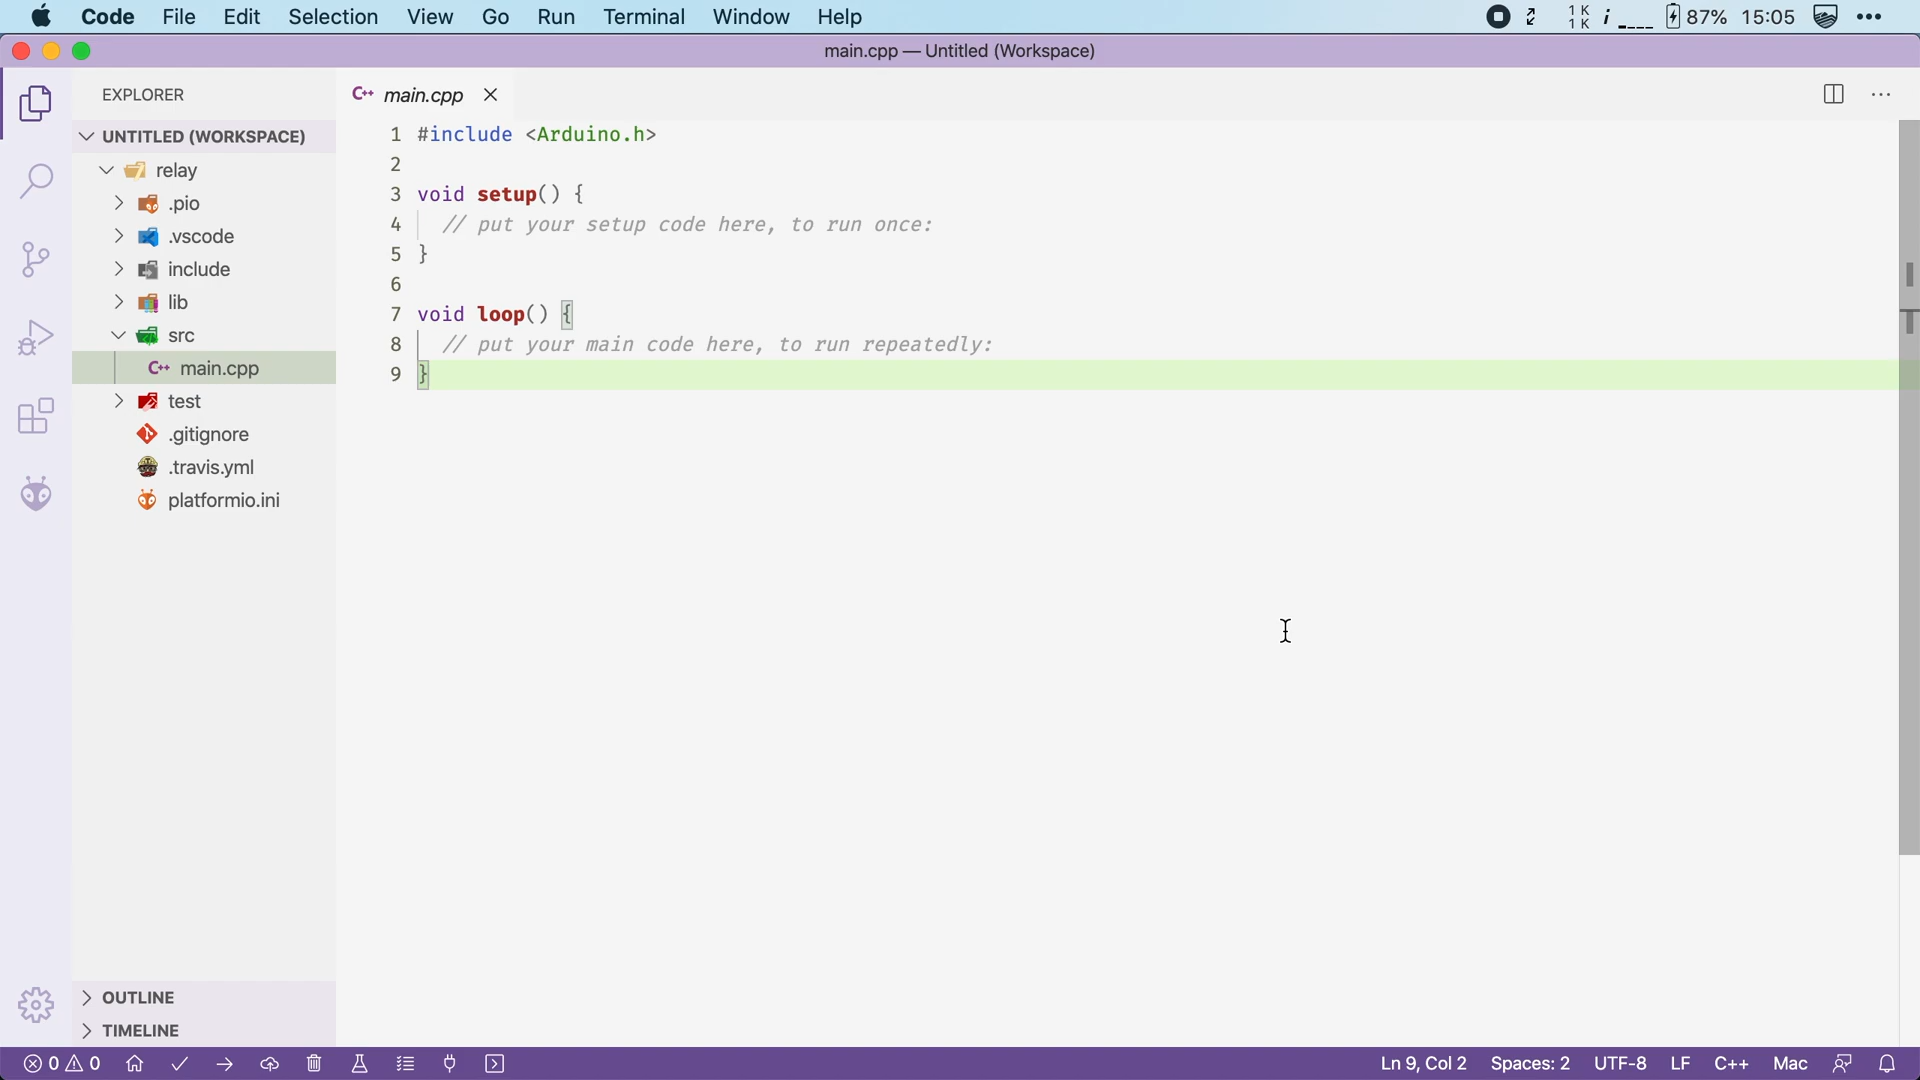 Code File Edit Selection View Go Run Terminal Window Help 1 K 1 K i 87% 15:05
main.cpp — Untitled (Workspace)
EXPLORER
UNTITLED (WORKSPACE)
relay
.pio
.vscode
include
lib
src
C++ main.cpp
test
.gitignore
.travis.yml
platformio.ini
OUTLINE
TIMELINE
C++ main.cpp
1 #include <Arduino.h>
2
3 void setup() {
4 // put your setup code here, to run once:
5 }
6
7 void loop() {
8 // put your main code here, to run repeatedly:
9 }
0 0 Ln 9, Col 2 Spaces: 2 UTF-8 LF C++ Mac